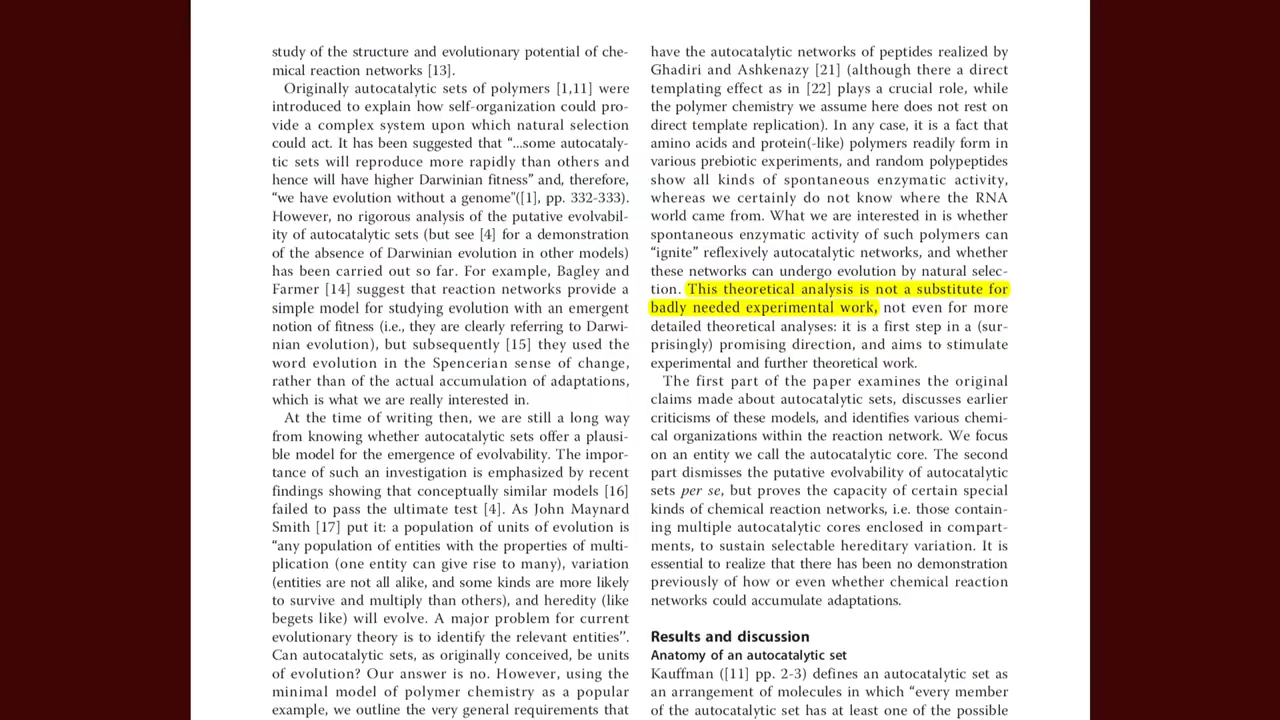 study of the structure and evolutionary potential of che-
mical reaction networks [13].
Originally autocatalytic sets of polymers [1,11] were
introduced to explain how self-organization could pro-
vide a complex system upon which natural selection
could act. It has been suggested that “...some autocataly-
tic sets will reproduce more rapidly than others and
hence will have higher Darwinian fitness” and, therefore,
“we have evolution without a genome”([1], pp. 332-333).
However, no rigorous analysis of the putative evolvabil-
ity of autocatalytic sets (but see [4] for a demonstration
of the absence of Darwinian evolution in other models)
has been carried out so far. For example, Bagley and
Farmer [14] suggest that reaction networks provide a
simple model for studying evolution with an emergent
notion of fitness (i.e., they are clearly referring to Darwi-
nian evolution), but subsequently [15] they used the
word evolution in the Spencerian sense of change,
rather than of the actual accumulation of adaptations,
which is what we are really interested in.
At the time of writing then, we are still a long way
from knowing whether autocatalytic sets offer a plausi-
ble model for the emergence of evolvability. The impor-
tance of such an investigation is emphasized by recent
findings showing that conceptually similar models [16]
failed to pass the ultimate test [4]. As John Maynard
Smith [17] put it: a population of units of evolution is
“any population of entities with the properties of multi-
plication (one entity can give rise to many), variation
(entities are not all alike, and some kinds are more likely
to survive and multiply than others), and heredity (like
begets like) will evolve. A major problem for current
evolutionary theory is to identify the relevant entities”.
Can autocatalytic sets, as originally conceived, be units
of evolution? Our answer is no. However, using the
minimal model of polymer chemistry as a popular
example, we outline the very general requirements that
have the autocatalytic networks of peptides realized by
Ghadiri and Ashkenazy [21] (although there a direct
templating effect as in [22] plays a crucial role, while
the polymer chemistry we assume here does not rest on
direct template replication). In any case, it is a fact that
amino acids and protein(-like) polymers readily form in
various prebiotic experiments, and random polypeptides
show all kinds of spontaneous enzymatic activity,
whereas we certainly do not know where the RNA
world came from. What we are interested in is whether
spontaneous enzymatic activity of such polymers can
“ignite” reflexively autocatalytic networks, and whether
these networks can undergo evolution by natural selec-
tion. This theoretical analysis is not a substitute for
badly needed experimental work, not even for more
detailed theoretical analyses: it is a first step in a (sur-
prisingly) promising direction, and aims to stimulate
experimental and further theoretical work.
The first part of the paper examines the original
claims made about autocatalytic sets, discusses earlier
criticisms of these models, and identifies various chemi-
cal organizations within the reaction network. We focus
on an entity we call the autocatalytic core. The second
part dismisses the putative evolvability of autocatalytic
sets per se, but proves the capacity of certain special
kinds of chemical reaction networks, i.e. those contain-
ing multiple autocatalytic cores enclosed in compart-
ments, to sustain selectable hereditary variation. It is
essential to realize that there has been no demonstration
previously of how or even whether chemical reaction
networks could accumulate adaptations.
Results and discussion
Anatomy of an autocatalytic set
Kauffman ([11] pp. 2-3) defines an autocatalytic set as
an arrangement of molecules in which “every member
of the autocatalytic set has at least one of the possible